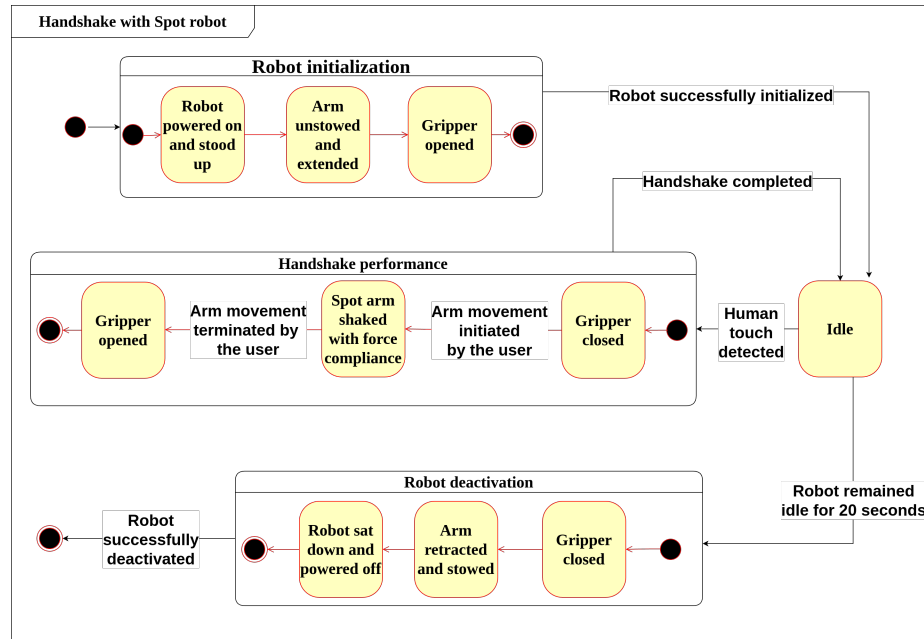 Handshake with Spot robot
Robot initialization
Robot
powered on
and stood
up
Arm
unstowed
and
extended
Gripper
opened
Robot successfully initialized
Handshake completed
Handshake performance
Gripper
opened
Arm movement
terminated by
the user
Spot arm
shaked
with force
compliance
Arm movement
initiated
by the user
Gripper
closed
Human
touch
detected
Idle
Robot remained
idle for 20 seconds
Robot deactivation
Robot
successfully
deactivated
Robot sat
down and
powered off
Arm
retracted
and stowed
Gripper
closed